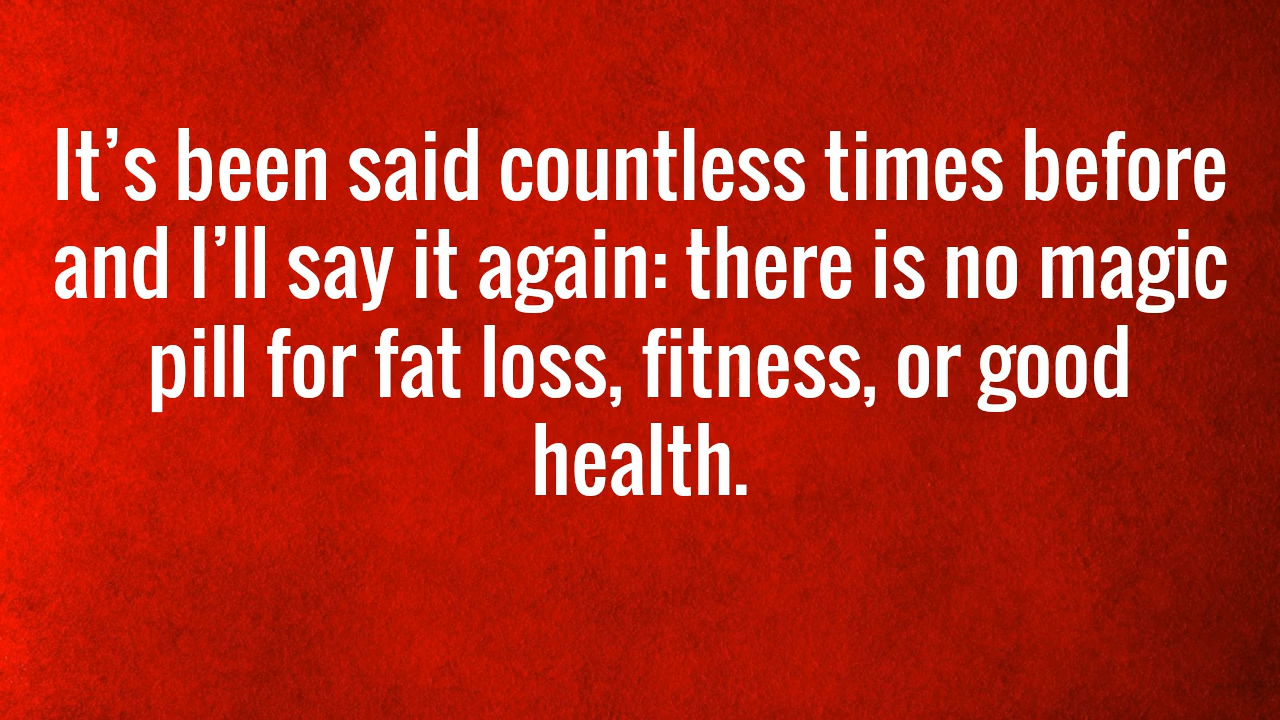 It’s been said countless times before
and I’ll say it again: there is no magic
pill for fat loss, fitness, or good
health.